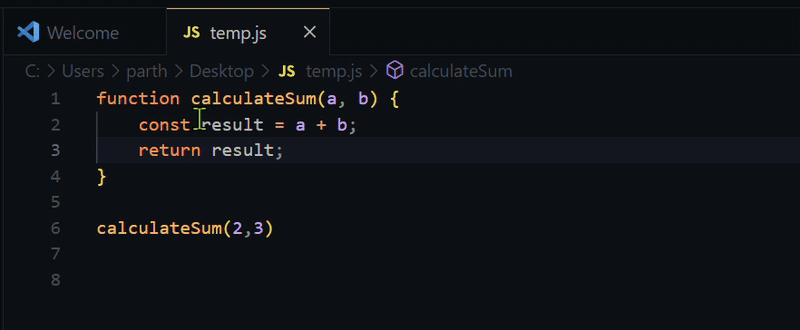 Welcome JS temp.js ×
C: > Users > parth > Desktop > JS temp.js > calculateSum
1 function calculateSum(a, b) {
2     const result = a + b;
3     return result;
4 }
5
6 calculateSum(2,3)
7
8